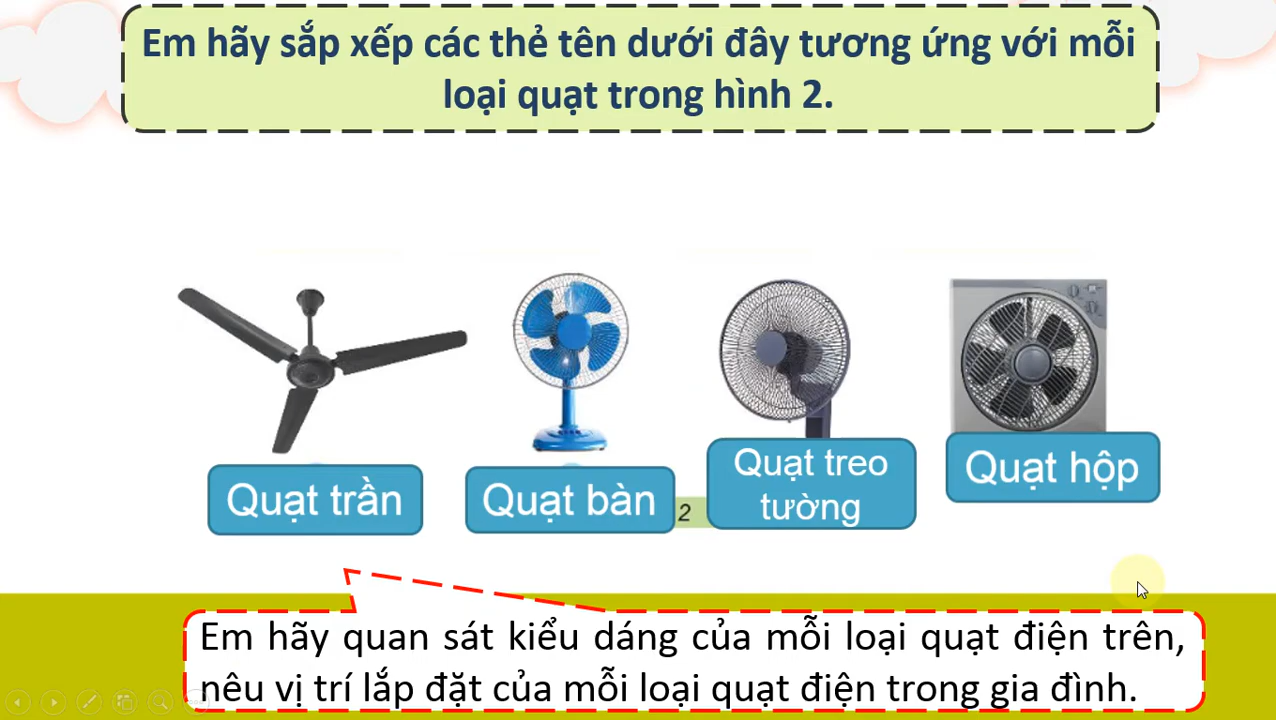 Em hãy sắp xếp các thẻ tên dưới đây tương ứng với mỗi
loại quạt trong hình 2.
Quạt trần
Quạt bàn
2
Quạt treo
tường
Quạt hộp
Em hãy quan sát kiểu dáng của mỗi loại quạt điện trên,
nêu vị trí lắp đặt của mỗi loại quạt điện trong gia đình.